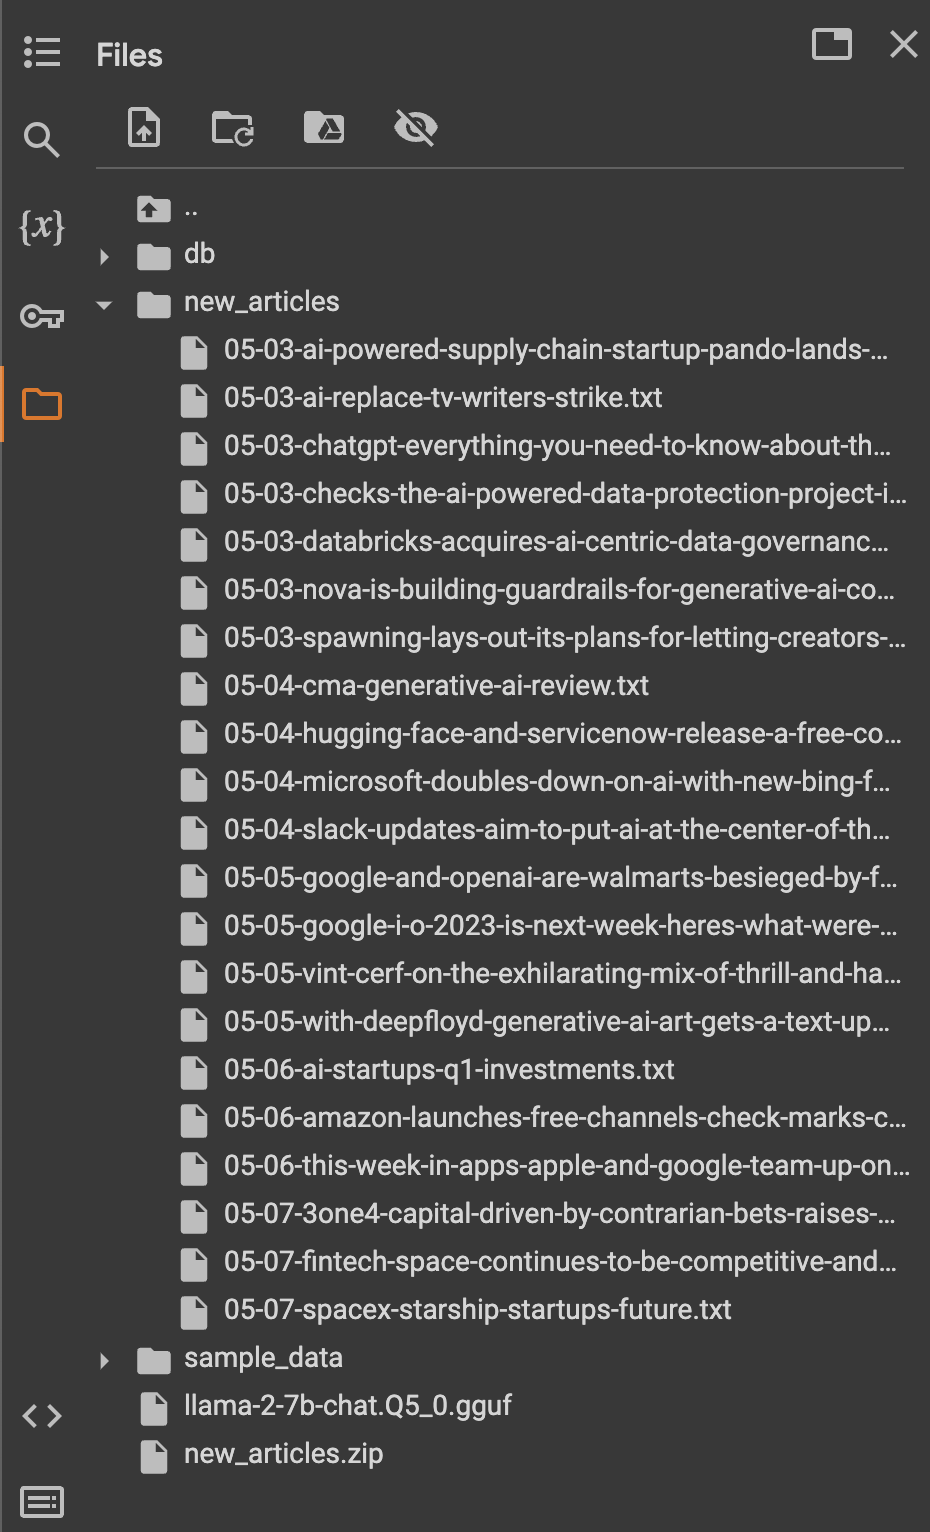 Files
{x}
..
db
new_articles
05-03-ai-powered-supply-chain-startup-pando-lands-...
05-03-ai-replace-tv-writers-strike.txt
05-03-chatgpt-everything-you-need-to-know-about-th...
05-03-checks-the-ai-powered-data-protection-project-i...
05-03-databricks-acquires-ai-centric-data-governanc...
05-03-nova-is-building-guardrails-for-generative-ai-co...
05-03-spawning-lays-out-its-plans-for-letting-creators-...
05-04-cma-generative-ai-review.txt
05-04-hugging-face-and-servicenow-release-a-free-co...
05-04-microsoft-doubles-down-on-ai-with-new-bing-f...
05-04-slack-updates-aim-to-put-ai-at-the-center-of-th...
05-05-google-and-openai-are-walmarts-besieged-by-f...
05-05-google-i-o-2023-is-next-week-heres-what-were-...
05-05-vint-cerf-on-the-exhilarating-mix-of-thrill-and-ha...
05-05-with-deepfloyd-generative-ai-art-gets-a-text-up...
05-06-ai-startups-q1-investments.txt
05-06-amazon-launches-free-channels-check-marks-c...
05-06-this-week-in-apps-apple-and-google-team-up-on...
05-07-3one4-capital-driven-by-contrarian-bets-raises-...
05-07-fintech-space-continues-to-be-competitive-and...
05-07-spacex-starship-startups-future.txt
sample_data
llama-2-7b-chat.Q5_0.gguf
new_articles.zip